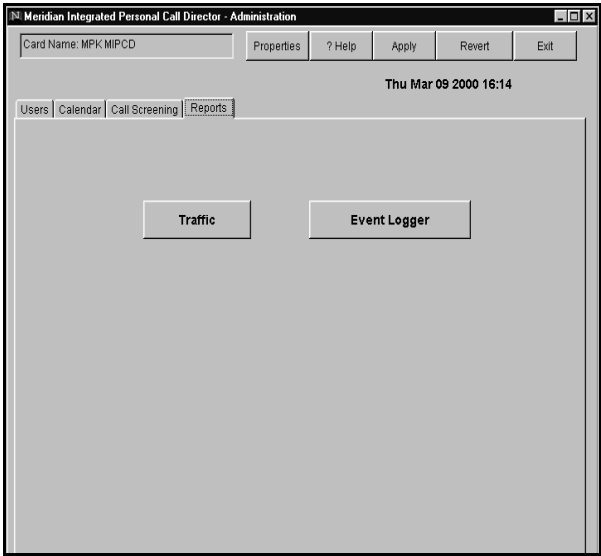 N Meridian Integrated Personal Call Director - Administration
Card Name: MPK MIPCD
Properties ? Help Apply Revert Exit
Thu Mar 09 2000 16:14
Users Calendar Call Screening Reports
Traffic Event Logger